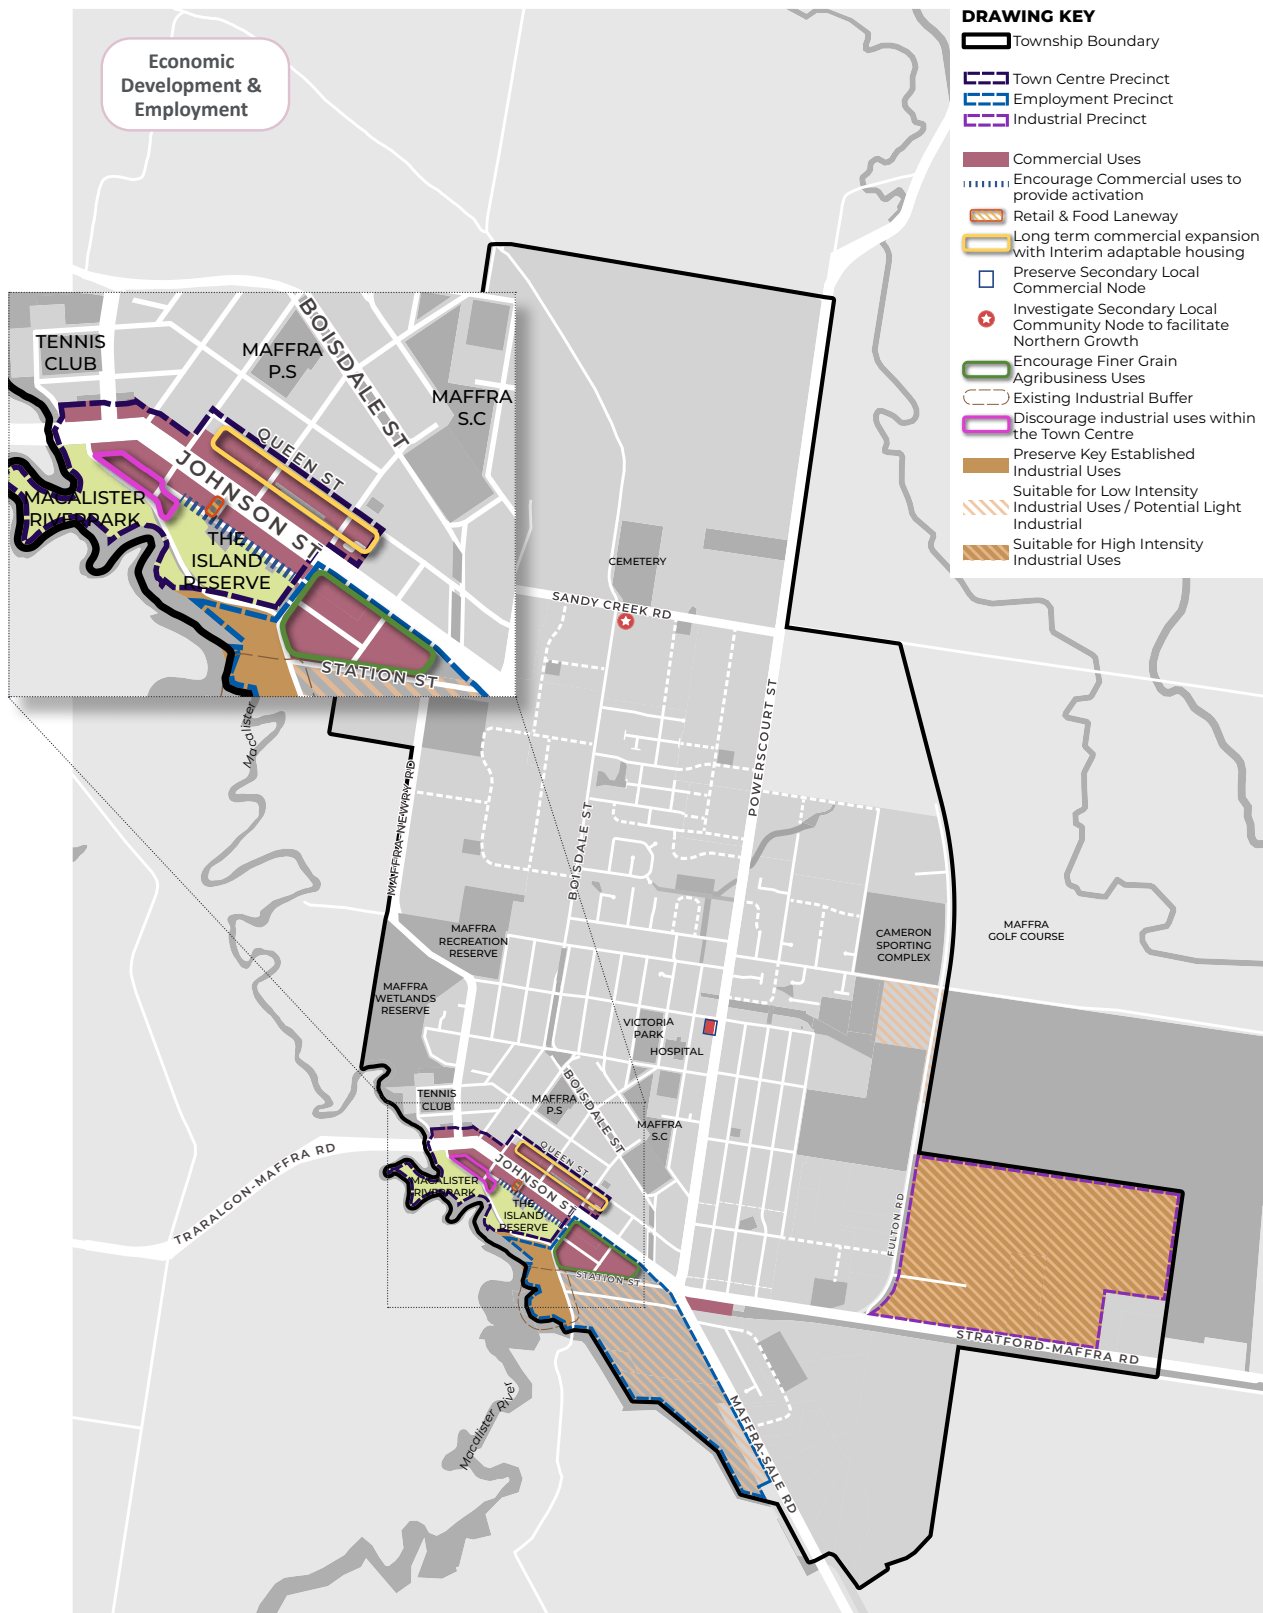 Economic
Development &
Employment
DRAWING KEY
Township Boundary
Town Centre Precinct
Employment Precinct
Industrial Precinct
Commercial Uses
Encourage Commercial uses to
provide activation
Retail & Food Laneway
Long term commercial expansion
with Interim adaptable housing
Preserve Secondary Local
Commercial Node
Investigate Secondary Local
Community Node to facilitate
Northern Growth
Encourage Finer Grain
Agribusiness Uses
Existing Industrial Buffer
Discourage industrial uses within
the Town Centre
Preserve Key Established
Industrial Uses
Suitable for Low Intensity
Industrial Uses / Potential Light
Industrial
Suitable for High Intensity
Industrial Uses
TENNIS
CLUB
MAFFRA
P.S
BOISDALE ST
MAFFRA
S.C
QUEEN ST
JOHNSON ST
MACALISTER
RIVERPARK
THE
ISLAND
RESERVE
STATION ST
CEMETERY
SANDY CREEK RD
Macalister
MAFFRA-NEWRY RD
BOISDALE ST
POWERSCOURT ST
MAFFRA
RECREATION
RESERVE
CAMERON
SPORTING
COMPLEX
MAFFRA
GOLF COURSE
MAFFRA
WETLANDS
RESERVE
VICTORIA
PARK
HOSPITAL
TENNIS
CLUB
MAFFRA
P.S
BOISDALE ST
MAFFRA
S.C
TRARALGON-MAFFRA RD
QUEEN ST
JOHNSON ST
MACALISTER
RIVERPARK
THE
ISLAND
RESERVE
STATION ST
FULTON RD
STRATFORD-MAFFRA RD
MAFFRA-SALE RD
Macalister River